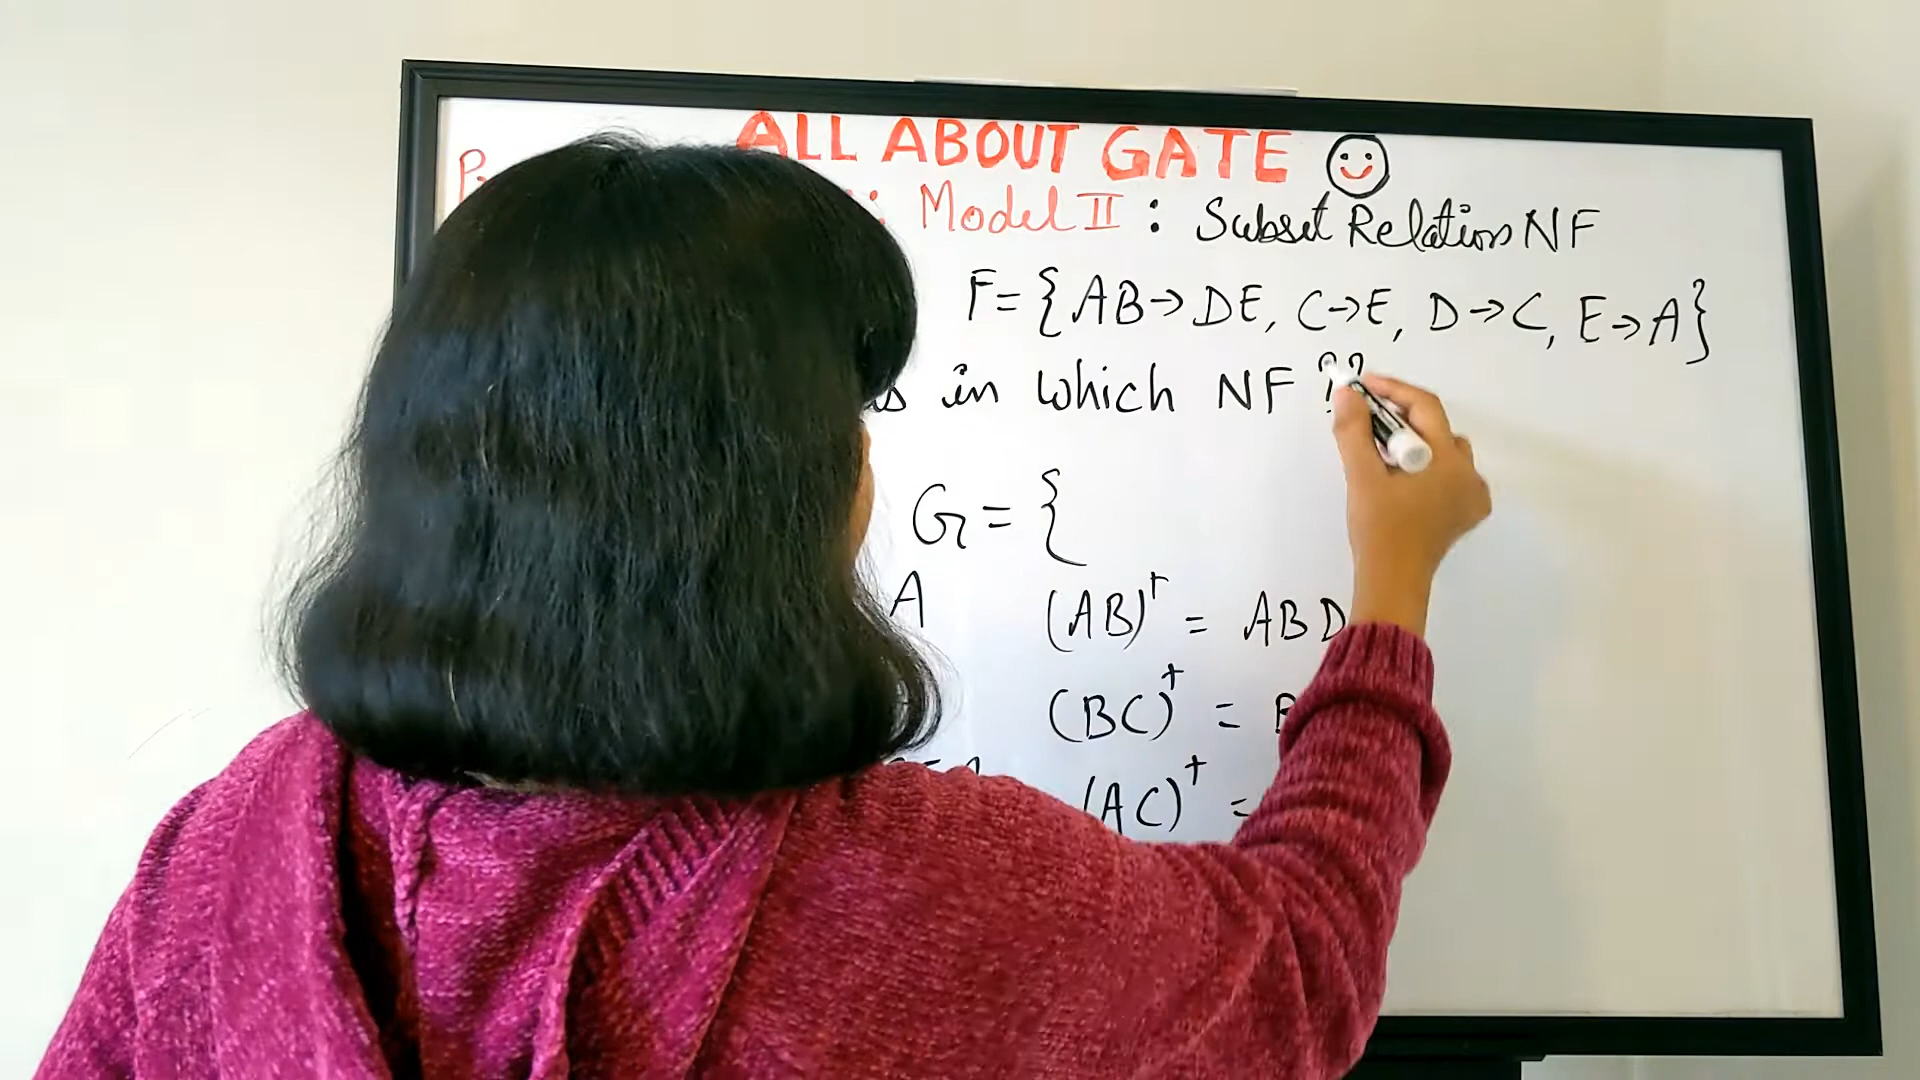 ALL ABOUT GATE
: Model II : Subset Relation NF
F = { AB → DE, C → E, D → C, E → A }
in which NF ??
G = {
A (AB)⁺ = ABD
(BC)⁺ =
(AC)⁺ =